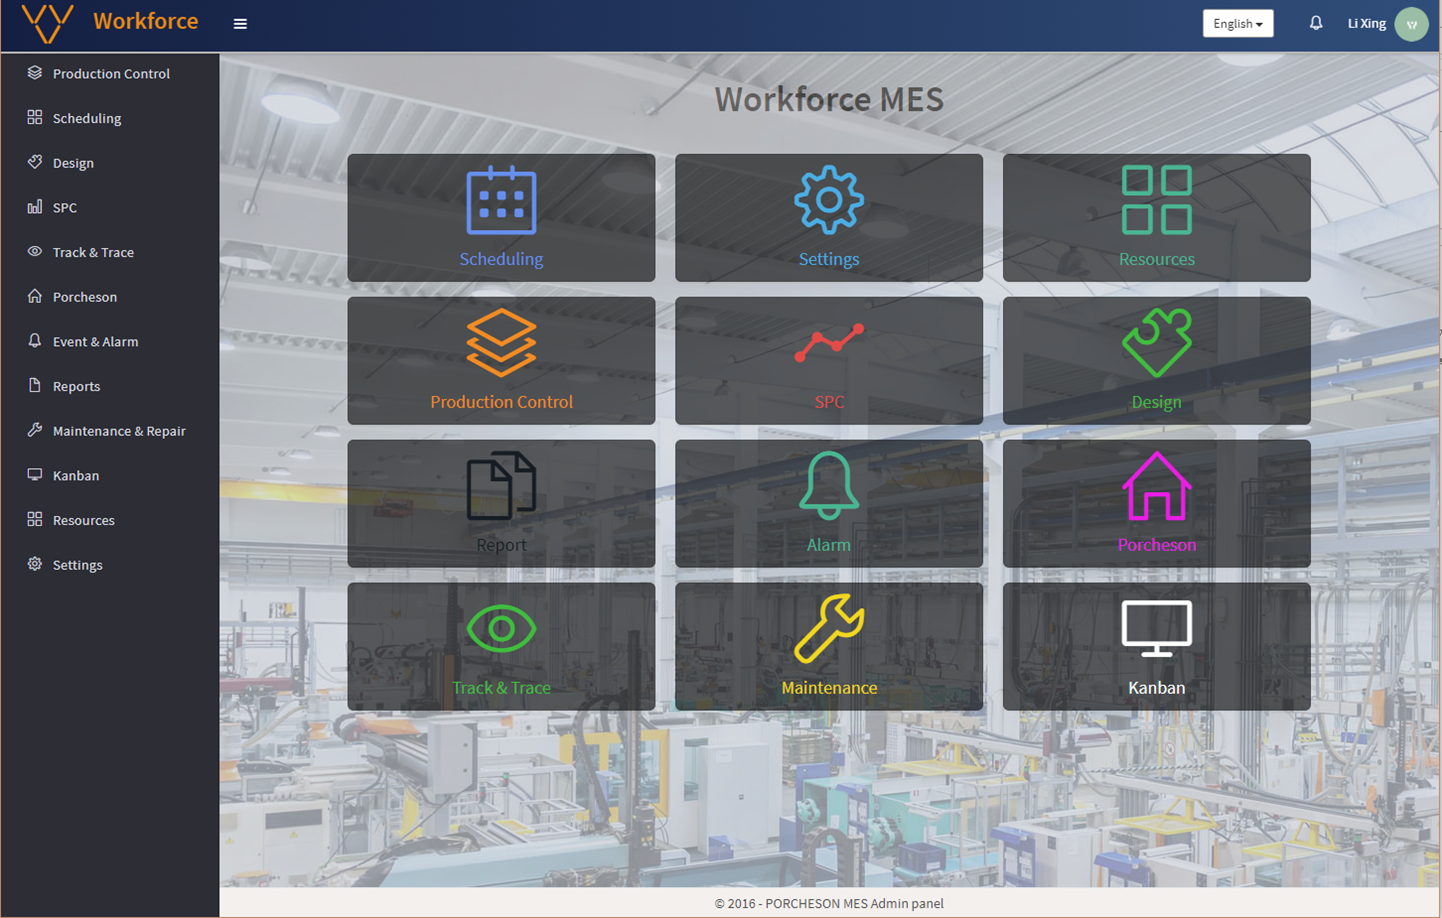 Workforce
English
Li Xing
Production Control
Scheduling
Design
SPC
Track & Trace
Porcheson
Event & Alarm
Reports
Maintenance & Repair
Kanban
Resources
Settings
Workforce MES
Scheduling
Settings
Resources
Production Control
SPC
Design
Report
Alarm
Porcheson
Track & Trace
Maintenance
Kanban
© 2016 - PORCHESON MES Admin panel